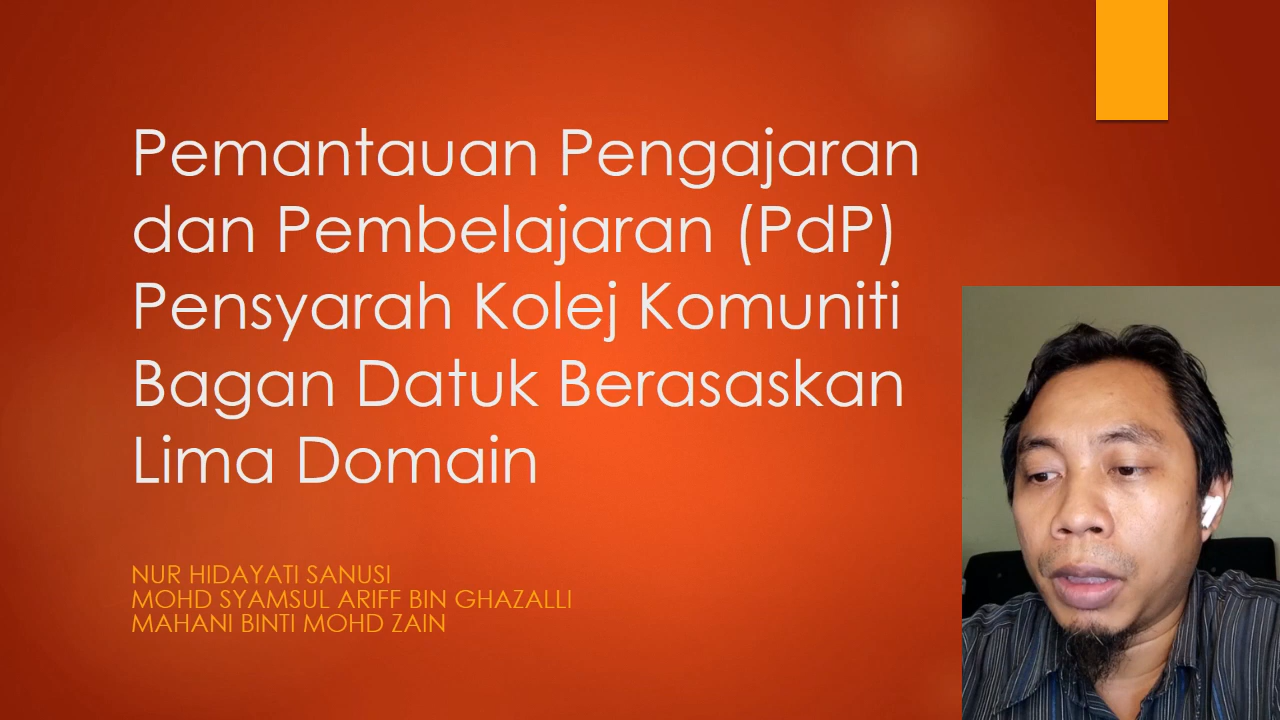 Pemantauan Pengajaran
dan Pembelajaran (PdP)
Pensyarah Kolej Komuniti
Bagan Datuk Berasaskan
Lima Domain
NUR HIDAYATI SANUSI
MOHD SYAMSUL ARIFF BIN GHAZALLI
MAHANI BINTI MOHD ZAIN